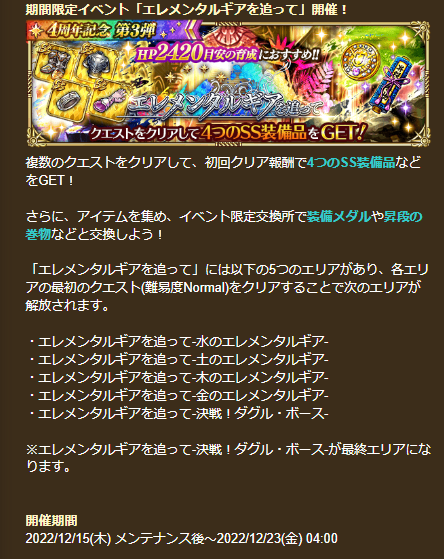 期間限定イベント「エレメンタルギアを追って」開催！
4周年記念 第3弾
HP2420目安の育成におすすめ!!
エレメンタルギアを追って
クエストをクリアして4つのSS装備品をGET!
複数のクエストをクリアして、初回クリア報酬で4つのSS装備品など
をGET！
さらに、アイテムを集め、イベント限定交換所で装備メダルや昇段の
巻物などと交換しよう！
「エレメンタルギアを追って」には以下の5つのエリアがあり、各エリ
アの最初のクエスト(難易度Normal)をクリアすることで次のエリアが
解放されます。
・エレメンタルギアを追って-水のエレメンタルギア-
・エレメンタルギアを追って-土のエレメンタルギア-
・エレメンタルギアを追って-木のエレメンタルギア-
・エレメンタルギアを追って-金のエレメンタルギア-
・エレメンタルギアを追って-決戦！ダグル・ボース-
※エレメンタルギアを追って-決戦！ダグル・ボース-が最終エリアにな
ります。
開催期間
2022/12/15(木) メンテナンス後～2022/12/23(金) 04:00